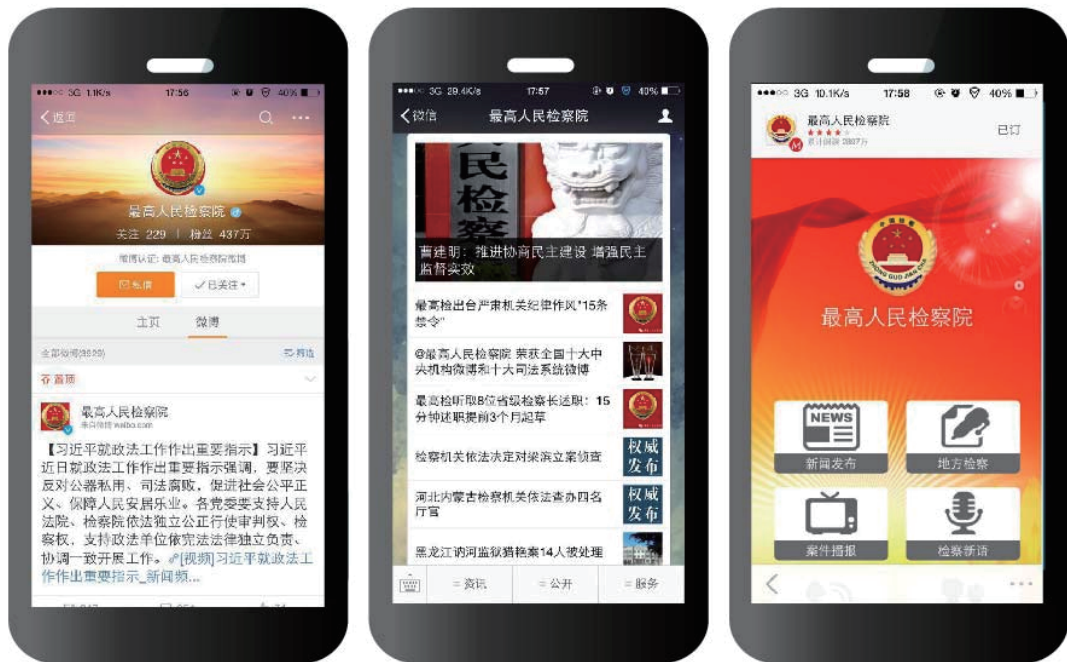 3G 1.1K/s 17:56 40%
返回
最高人民检察院
关注 229 | 粉丝 437万
微博认证: 最高人民检察院微博
私信 已关注
主页 微博
全部微博(3929) 筛选
置顶
最高人民检察院
来自微博 weibo.com
【习近平就政法工作作出重要指示】习近平
近日就政法工作作出重要指示强调，要坚决
反对公器私用、司法腐败，促进社会公平正
义、保障人民安居乐业。各党委要支持人民
法院、检察院依法独立公正行使审判权、检
察权，支持政法单位依宪法法律独立负责、
协调一致开展工作。[视频]习近平就政法工
作作出重要指示_新闻频...
3G 29.4K/s 17:57 40%
微信 最高人民检察院
人民检察
曹建明：推进协商民主建设 增强民主
监督实效
最高检出台严肃机关纪律作风"15条
禁令"
@最高人民检察院 荣获全国十大中
央机构微博和十大司法系统微博
最高检听取8位省级检察长述职：15
分钟述职提前3个月起草
检察机关依法决定对梁滨立案侦查
权威
发布
河北内蒙古检察机关依法查办四名
厅官
权威
发布
黑龙江讷河监狱猎艳案14人被处理
资讯 公开 服务
3G 10.1K/s 17:58 40%
最高人民检察院
已订
ZHONG GUO JIAN CHA
最高人民检察院
NEWS
新闻发布 地方检察
案件播报 检察新语